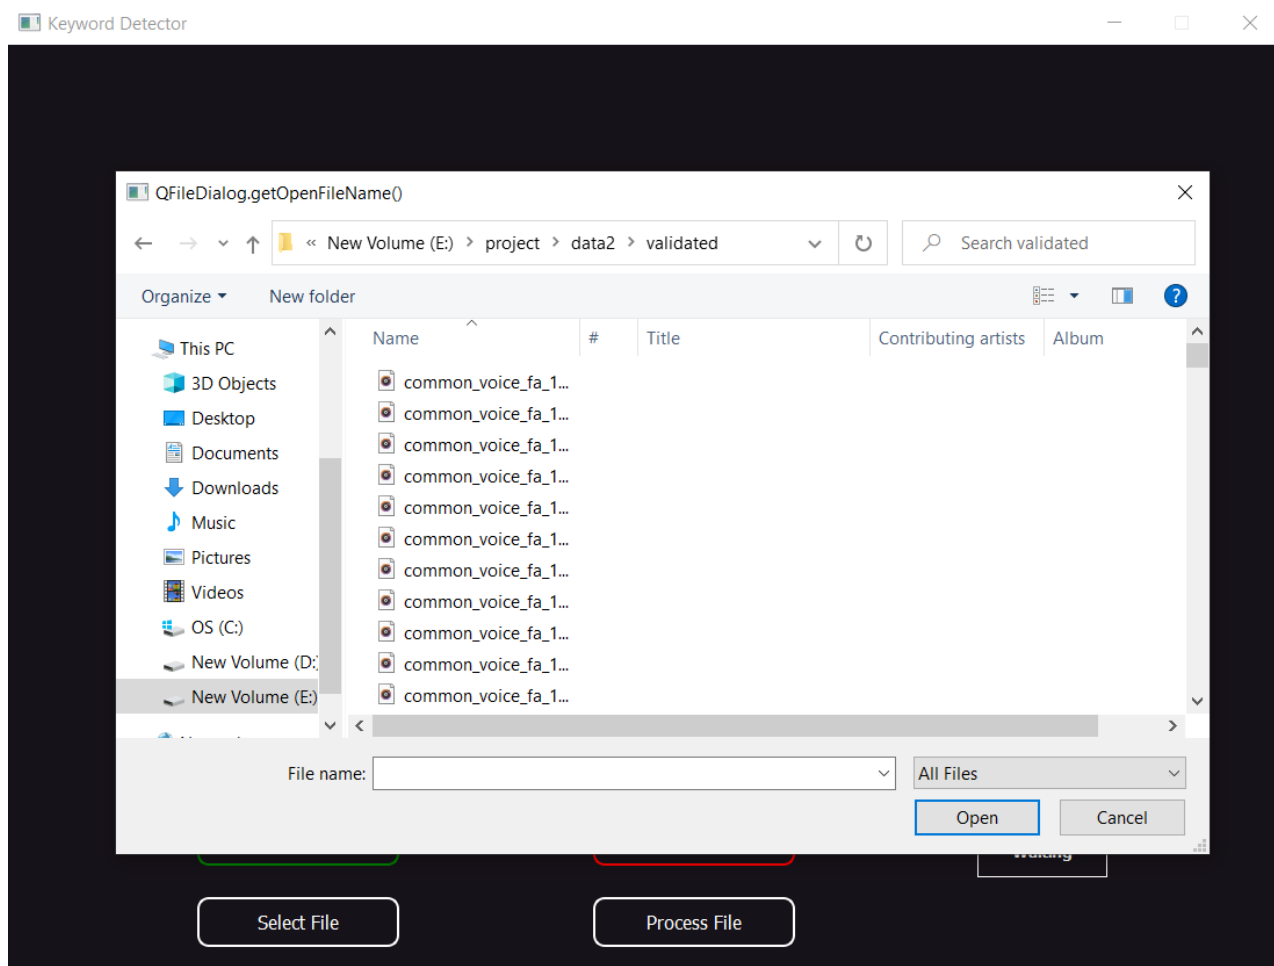 Keyword Detector
QFileDialog.getOpenFileName()
« New Volume (E:) > project > data2 > validated
Search validated
Organize
New folder
?
This PC
3D Objects
Desktop
Documents
Downloads
Music
Pictures
Videos
OS (C:)
New Volume (D:
New Volume (E:)
Name # Title Contributing artists Album
common_voice_fa_1...
common_voice_fa_1...
common_voice_fa_1...
common_voice_fa_1...
common_voice_fa_1...
common_voice_fa_1...
common_voice_fa_1...
common_voice_fa_1...
common_voice_fa_1...
common_voice_fa_1...
common_voice_fa_1...
File name:
All Files
Open
Cancel
Select File
Process File